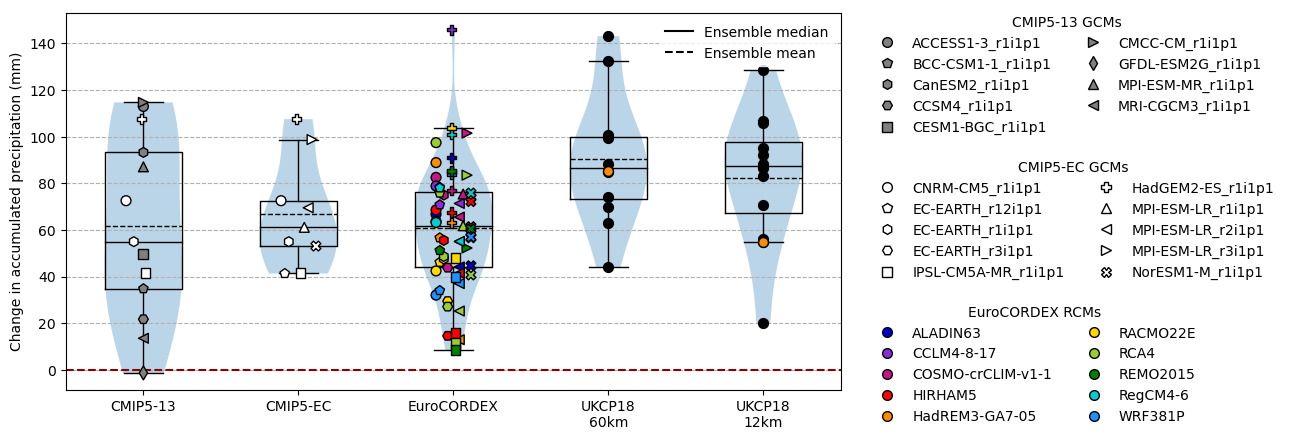 Change in accumulated precipitation (mm)
140
120
100
80
60
40
20
0
Ensemble median
Ensemble mean
CMIP5-13
CMIP5-EC
EuroCORDEX
UKCP18
60km
UKCP18
12km
CMIP5-13 GCMs
ACCESS1-3_r1i1p1
BCC-CSM1-1_r1i1p1
CanESM2_r1i1p1
CCSM4_r1i1p1
CESM1-BGC_r1i1p1
CMCC-CM_r1i1p1
GFDL-ESM2G_r1i1p1
MPI-ESM-MR_r1i1p1
MRI-CGCM3_r1i1p1
CMIP5-EC GCMs
CNRM-CM5_r1i1p1
EC-EARTH_r12i1p1
EC-EARTH_r1i1p1
EC-EARTH_r3i1p1
IPSL-CM5A-MR_r1i1p1
HadGEM2-ES_r1i1p1
MPI-ESM-LR_r1i1p1
MPI-ESM-LR_r2i1p1
MPI-ESM-LR_r3i1p1
NorESM1-M_r1i1p1
EuroCORDEX RCMs
ALADIN63
CCLM4-8-17
COSMO-crCLIM-v1-1
HIRHAM5
HadREM3-GA7-05
RACMO22E
RCA4
REMO2015
RegCM4-6
WRF381P